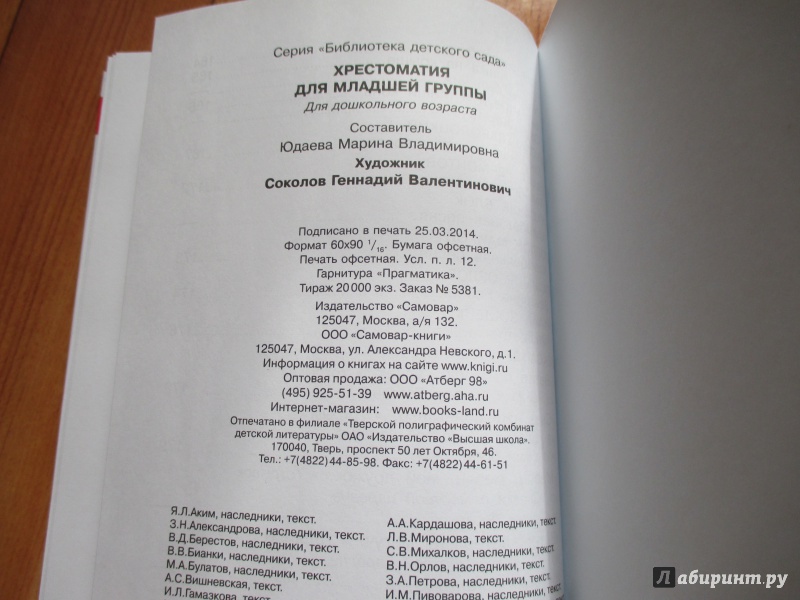 Серия «Библиотека детского сада»
ХРЕСТОМАТИЯ
ДЛЯ МЛАДШЕЙ ГРУППЫ
Для дошкольного возраста
Составитель
Юдаева Марина Владимировна
Художник
Соколов Геннадий Валентинович
Подписано в печать 25.03.2014.
Формат 60х90 1/16. Бумага офсетная.
Печать офсетная. Усл. п. л. 12.
Гарнитура «Прагматика».
Тираж 20 000 экз. Заказ № 5381.
Издательство «Самовар»
125047, Москва, а/я 132.
ООО «Самовар-книги»
125047, Москва, ул. Александра Невского, д.1.
Информация о книгах на сайте www.knigi.ru
Оптовая продажа: ООО «Атберг 98»
(495) 925-51-39 www.atberg.aha.ru
Интернет-магазин: www.books-land.ru
Отпечатано в филиале «Тверской полиграфический комбинат
детской литературы» ОАО «Издательство «Высшая школа».
170040, Тверь, проспект 50 лет Октября, 46.
Тел.: +7(4822) 44-85-98. Факс: +7(4822) 44-61-51
Я.Л.Аким, наследники, текст.
З.Н.Александрова, наследники, текст.
В.Д.Берестов, наследники, текст.
В.В.Бианки, наследники, текст.
М.А.Булатов, наследники, текст.
А.С.Вишневская, текст.
И.Л.Гамазкова, текст.
А.А.Кардашова, наследники, текст.
Л.В.Миронова, текст.
С.В.Михалков, наследники, текст.
В.Н.Орлов, наследники, текст.
З.А.Петрова, наследники, текст.
И.М.Пивоварова, наследники, текст.
Лабиринт.ру